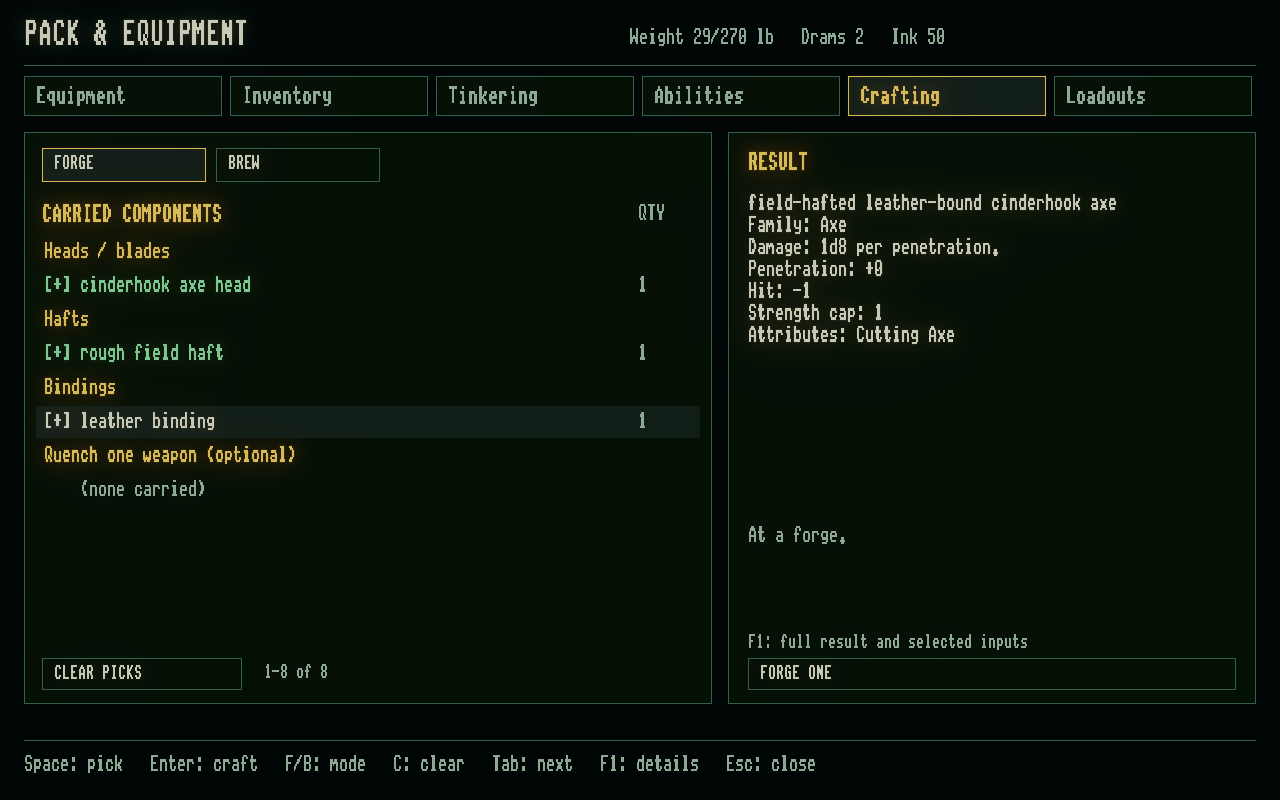 PACK & EQUIPMENT
Weight 29/270 lb Drams 2 Ink 50
Equipment Inventory Tinkering Abilities Crafting Loadouts
FORGE BREW
CARRIED COMPONENTS QTY
Heads / blades
[+] cinderhook axe head 1
Hafts
[+] rough field haft 1
Bindings
[+] leather binding 1
Quench one weapon (optional)
(none carried)
CLEAR PICKS 1-8 of 8
RESULT
field-hafted leather-bound cinderhook axe
Family: Axe
Damage: 1d8 per penetration.
Penetration: +0
Hit: -1
Strength cap: 1
Attributes: Cutting Axe
At a forge.
F1: full result and selected inputs
FORGE ONE
Space: pick Enter: craft F/B: mode C: clear Tab: next F1: details Esc: close